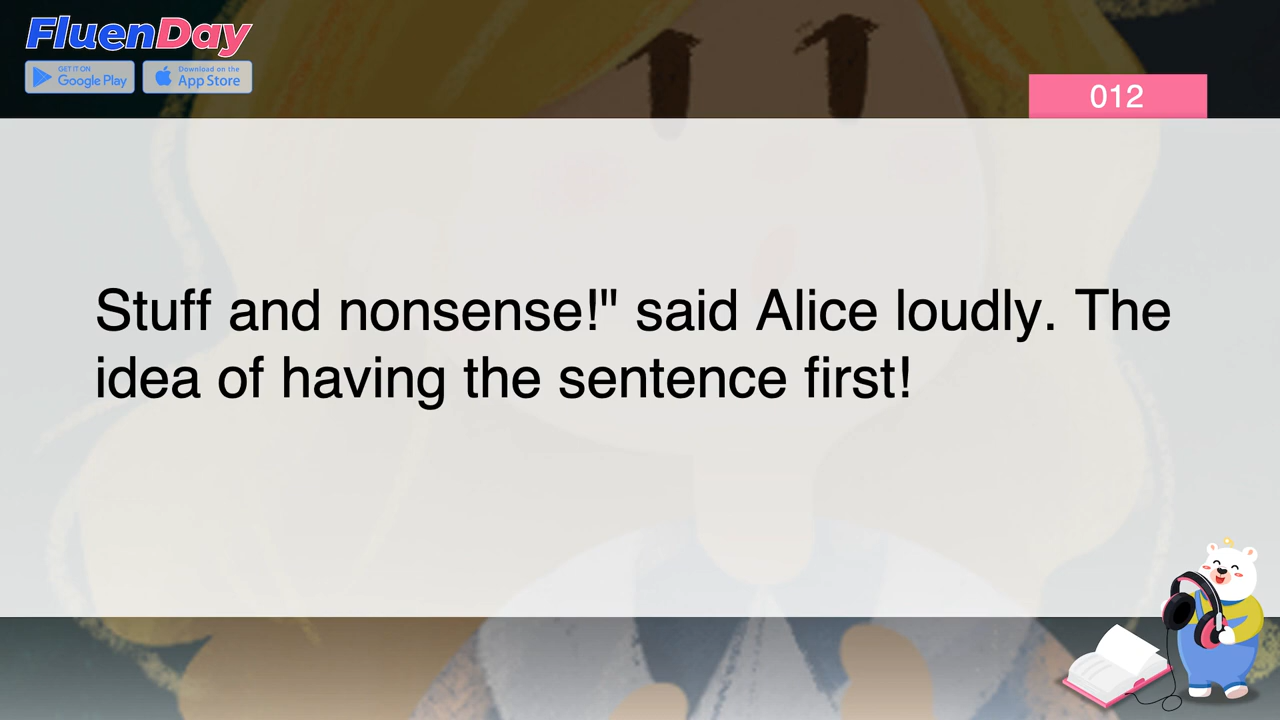 FluenDay
GET IT ON
Google Play
Download on the
App Store
012
Stuff and nonsense!" said Alice loudly. The
idea of having the sentence first!